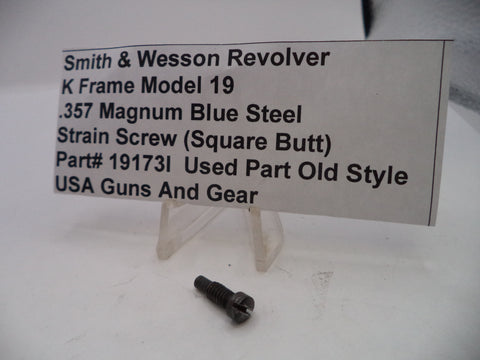 Smith & Wesson Revolver
K Frame Model 19
.357 Magnum Blue Steel
Strain Screw (Square Butt)
Part# 19173I  Used Part Old Style
USA Guns And Gear